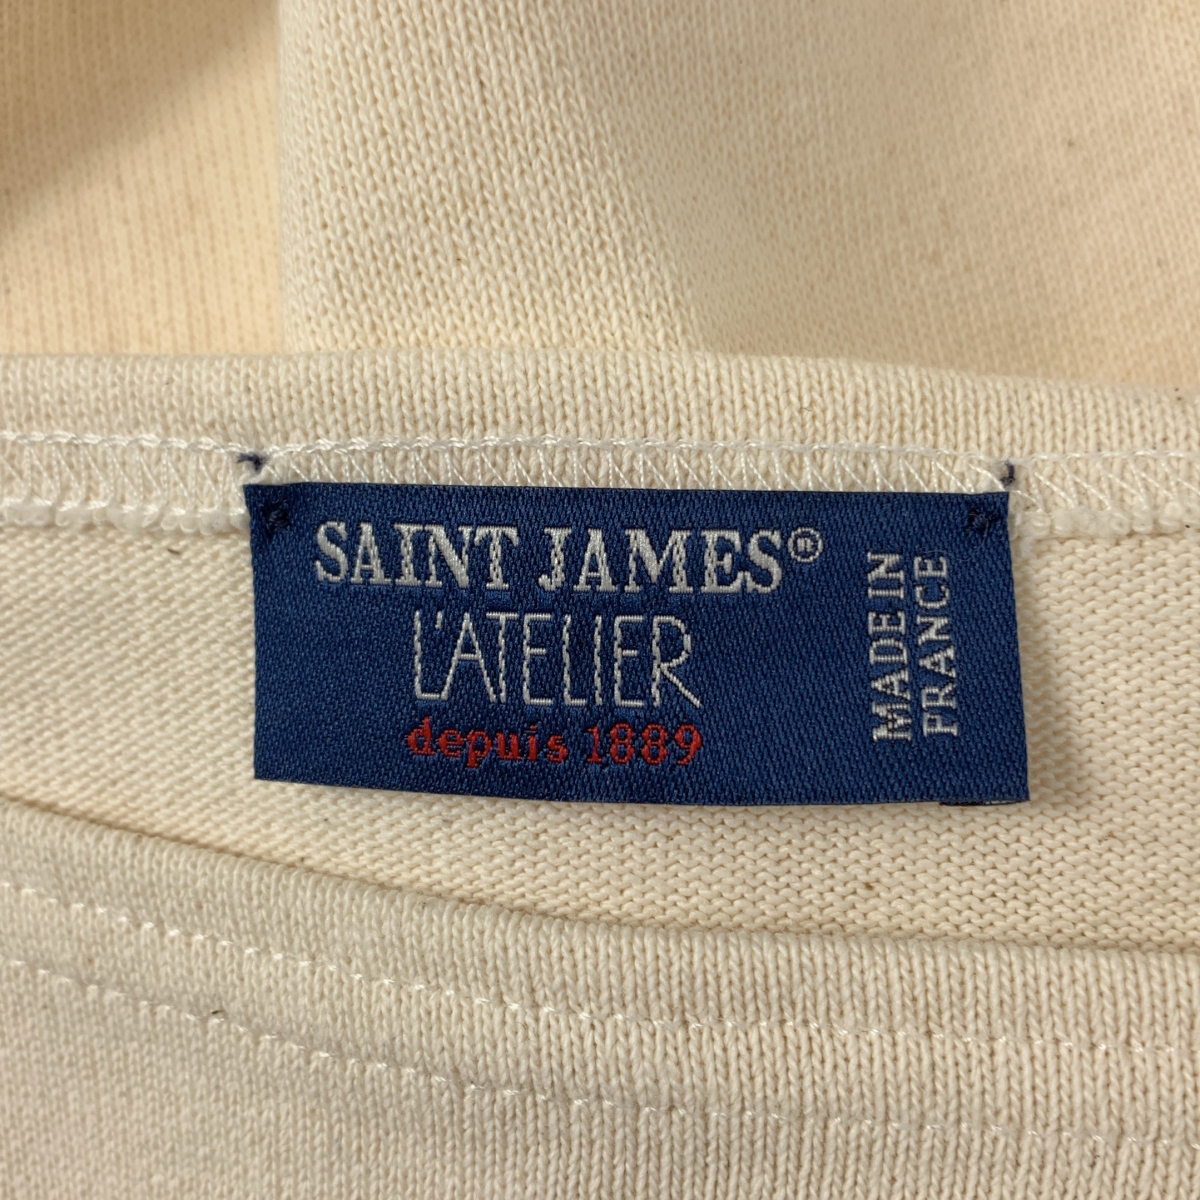 SAINT JAMES®
L'ATELIER
depuis 1889
MADE IN
FRANCE